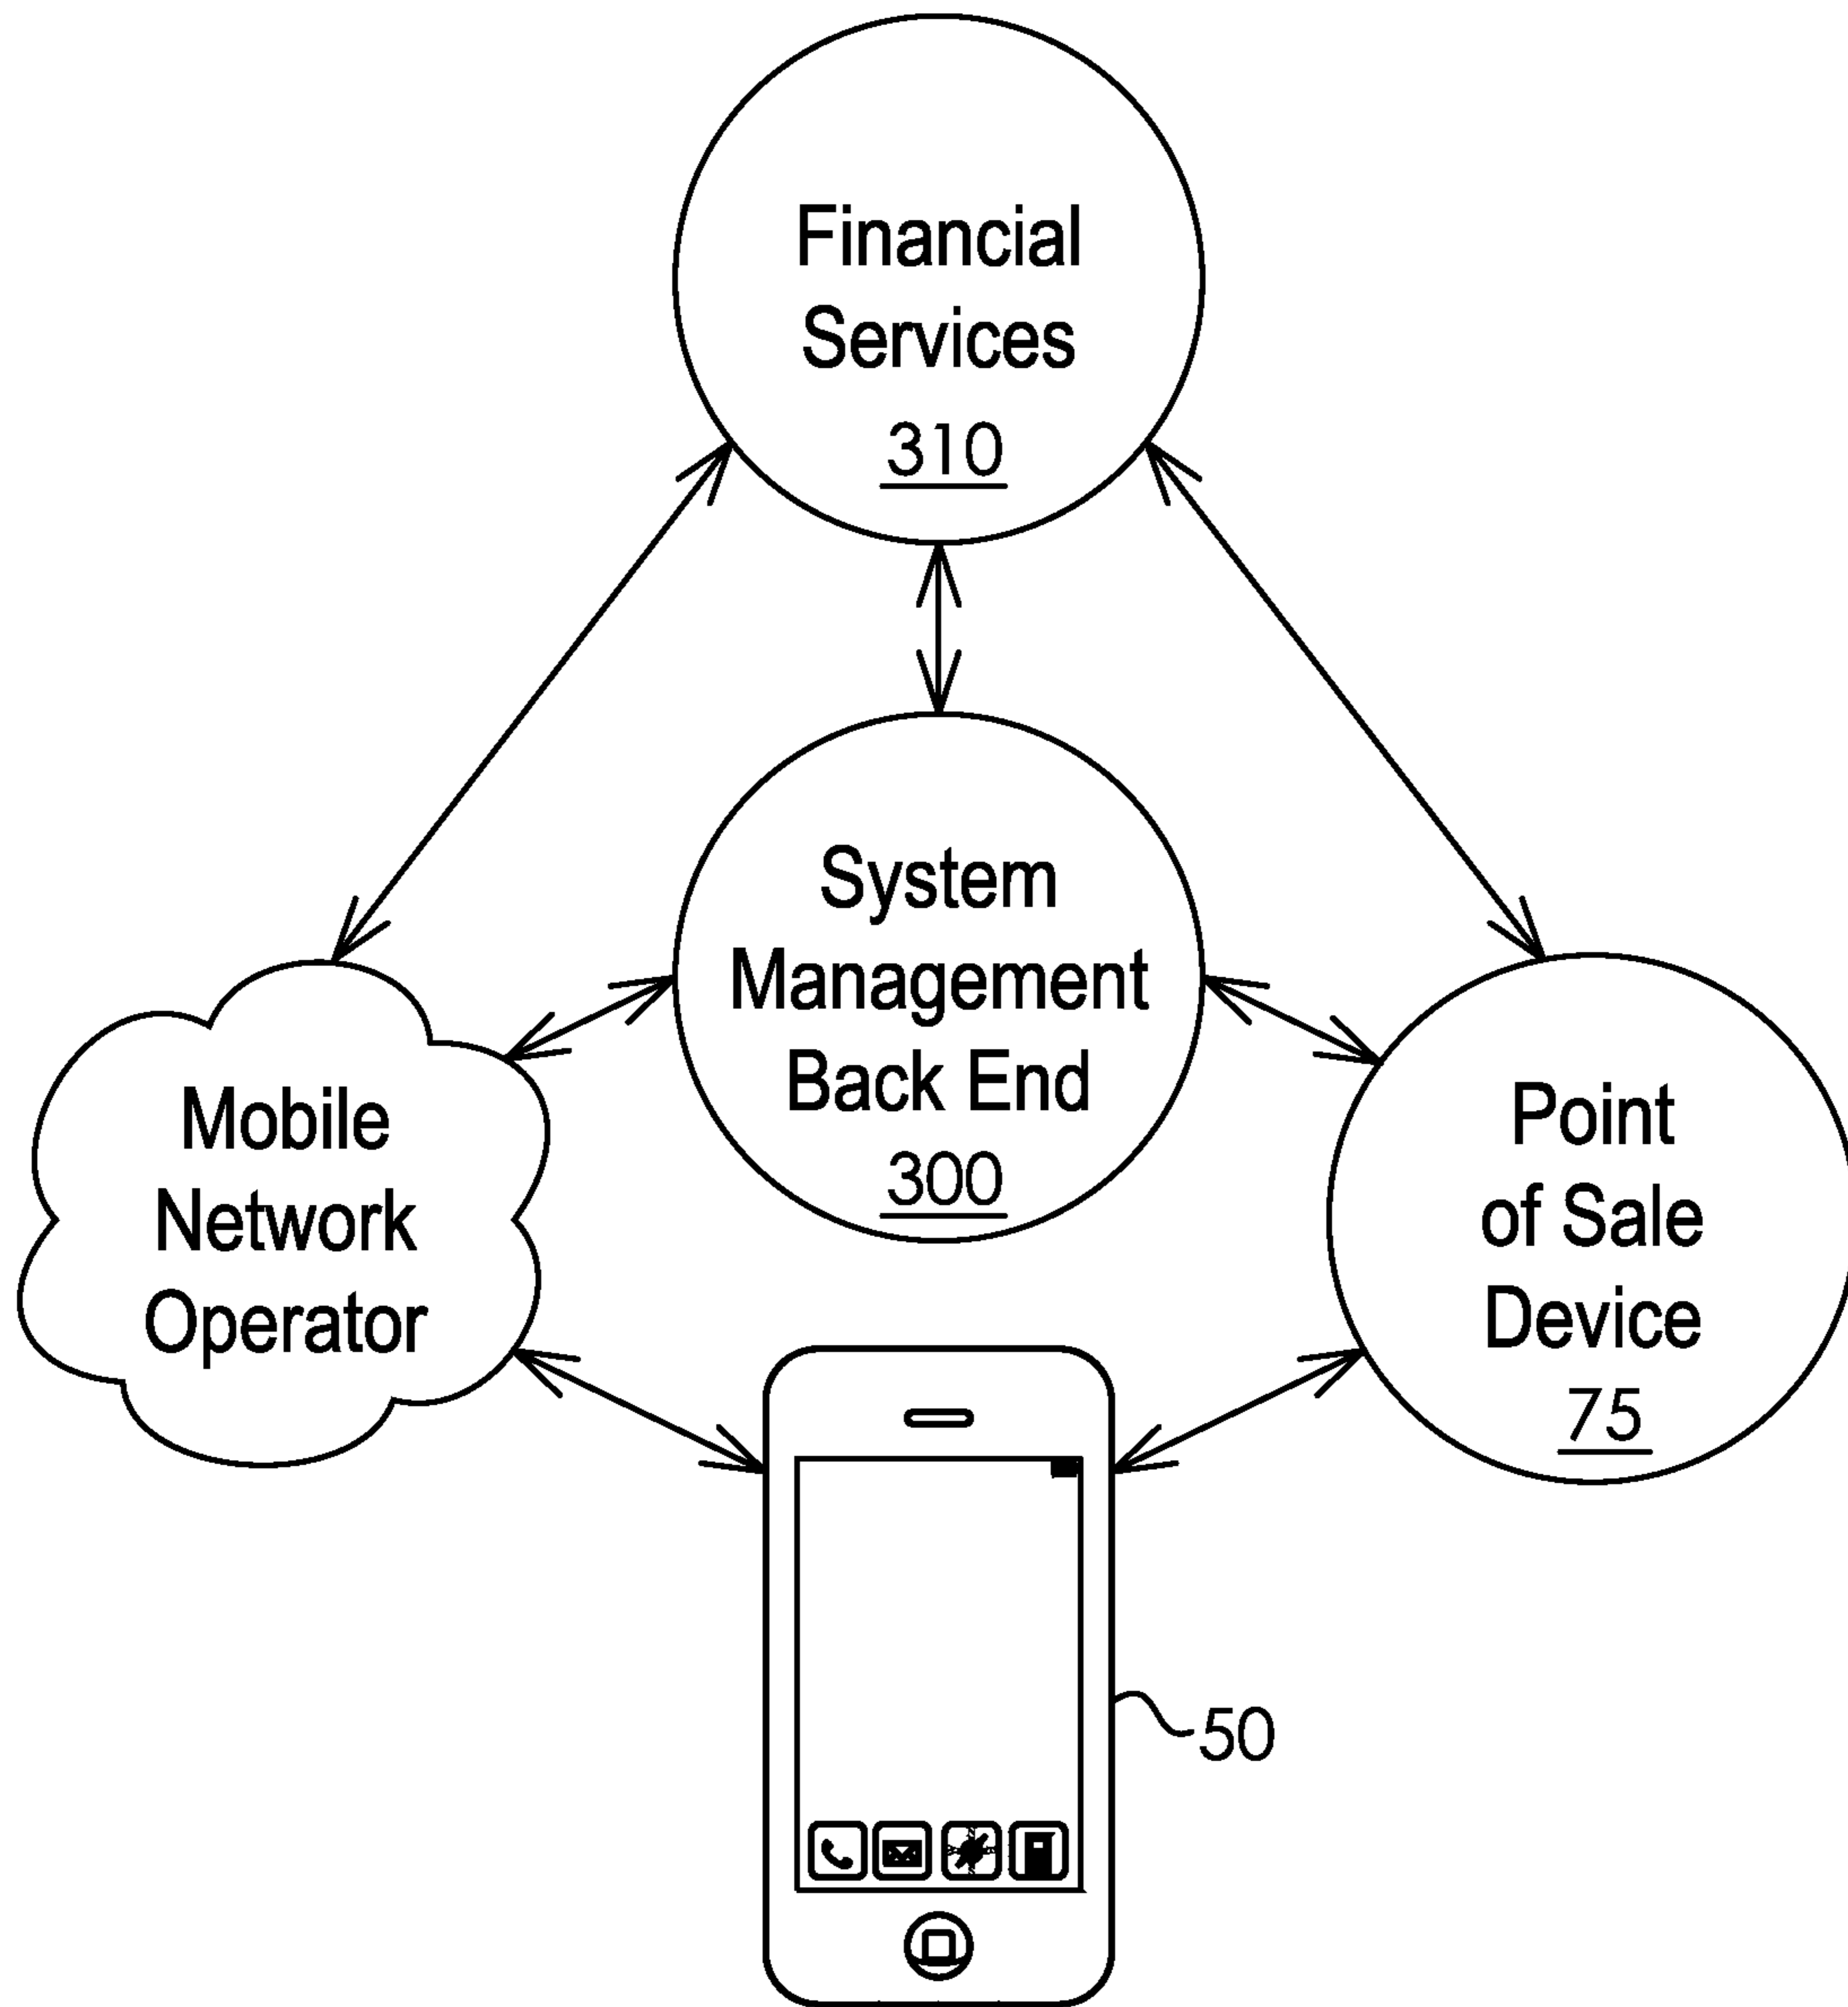 Financial
Services
310
System
Management
Back End
300
Mobile
Network
Operator
Point
of Sale
Device
75
50